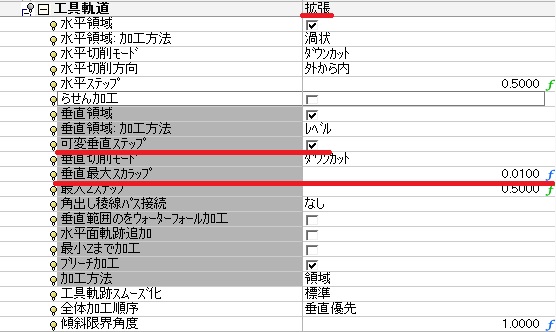 工具軌道 拡張
水平領域
水平領域: 加工方法 渦状
水平切削モード ダウンカット
水平切削方向 外から内
水平ステップ 0.5000 f
らせん加工
垂直領域
垂直領域: 加工方法 レベル
可変垂直ステップ
垂直切削モード ダウンカット
垂直最大スカラップ 0.0100 f
最大Zステップ 0.5000 f
角出し稜線パス接続 なし
垂直範囲のをウォーターフォール加工
水平面軌跡追加
最小Zまで加工
プリーチ加工
加工方法 領域
工具軌跡スムーズ化 標準
全体加工順序 垂直優先
傾斜限界角度 1.0000 f